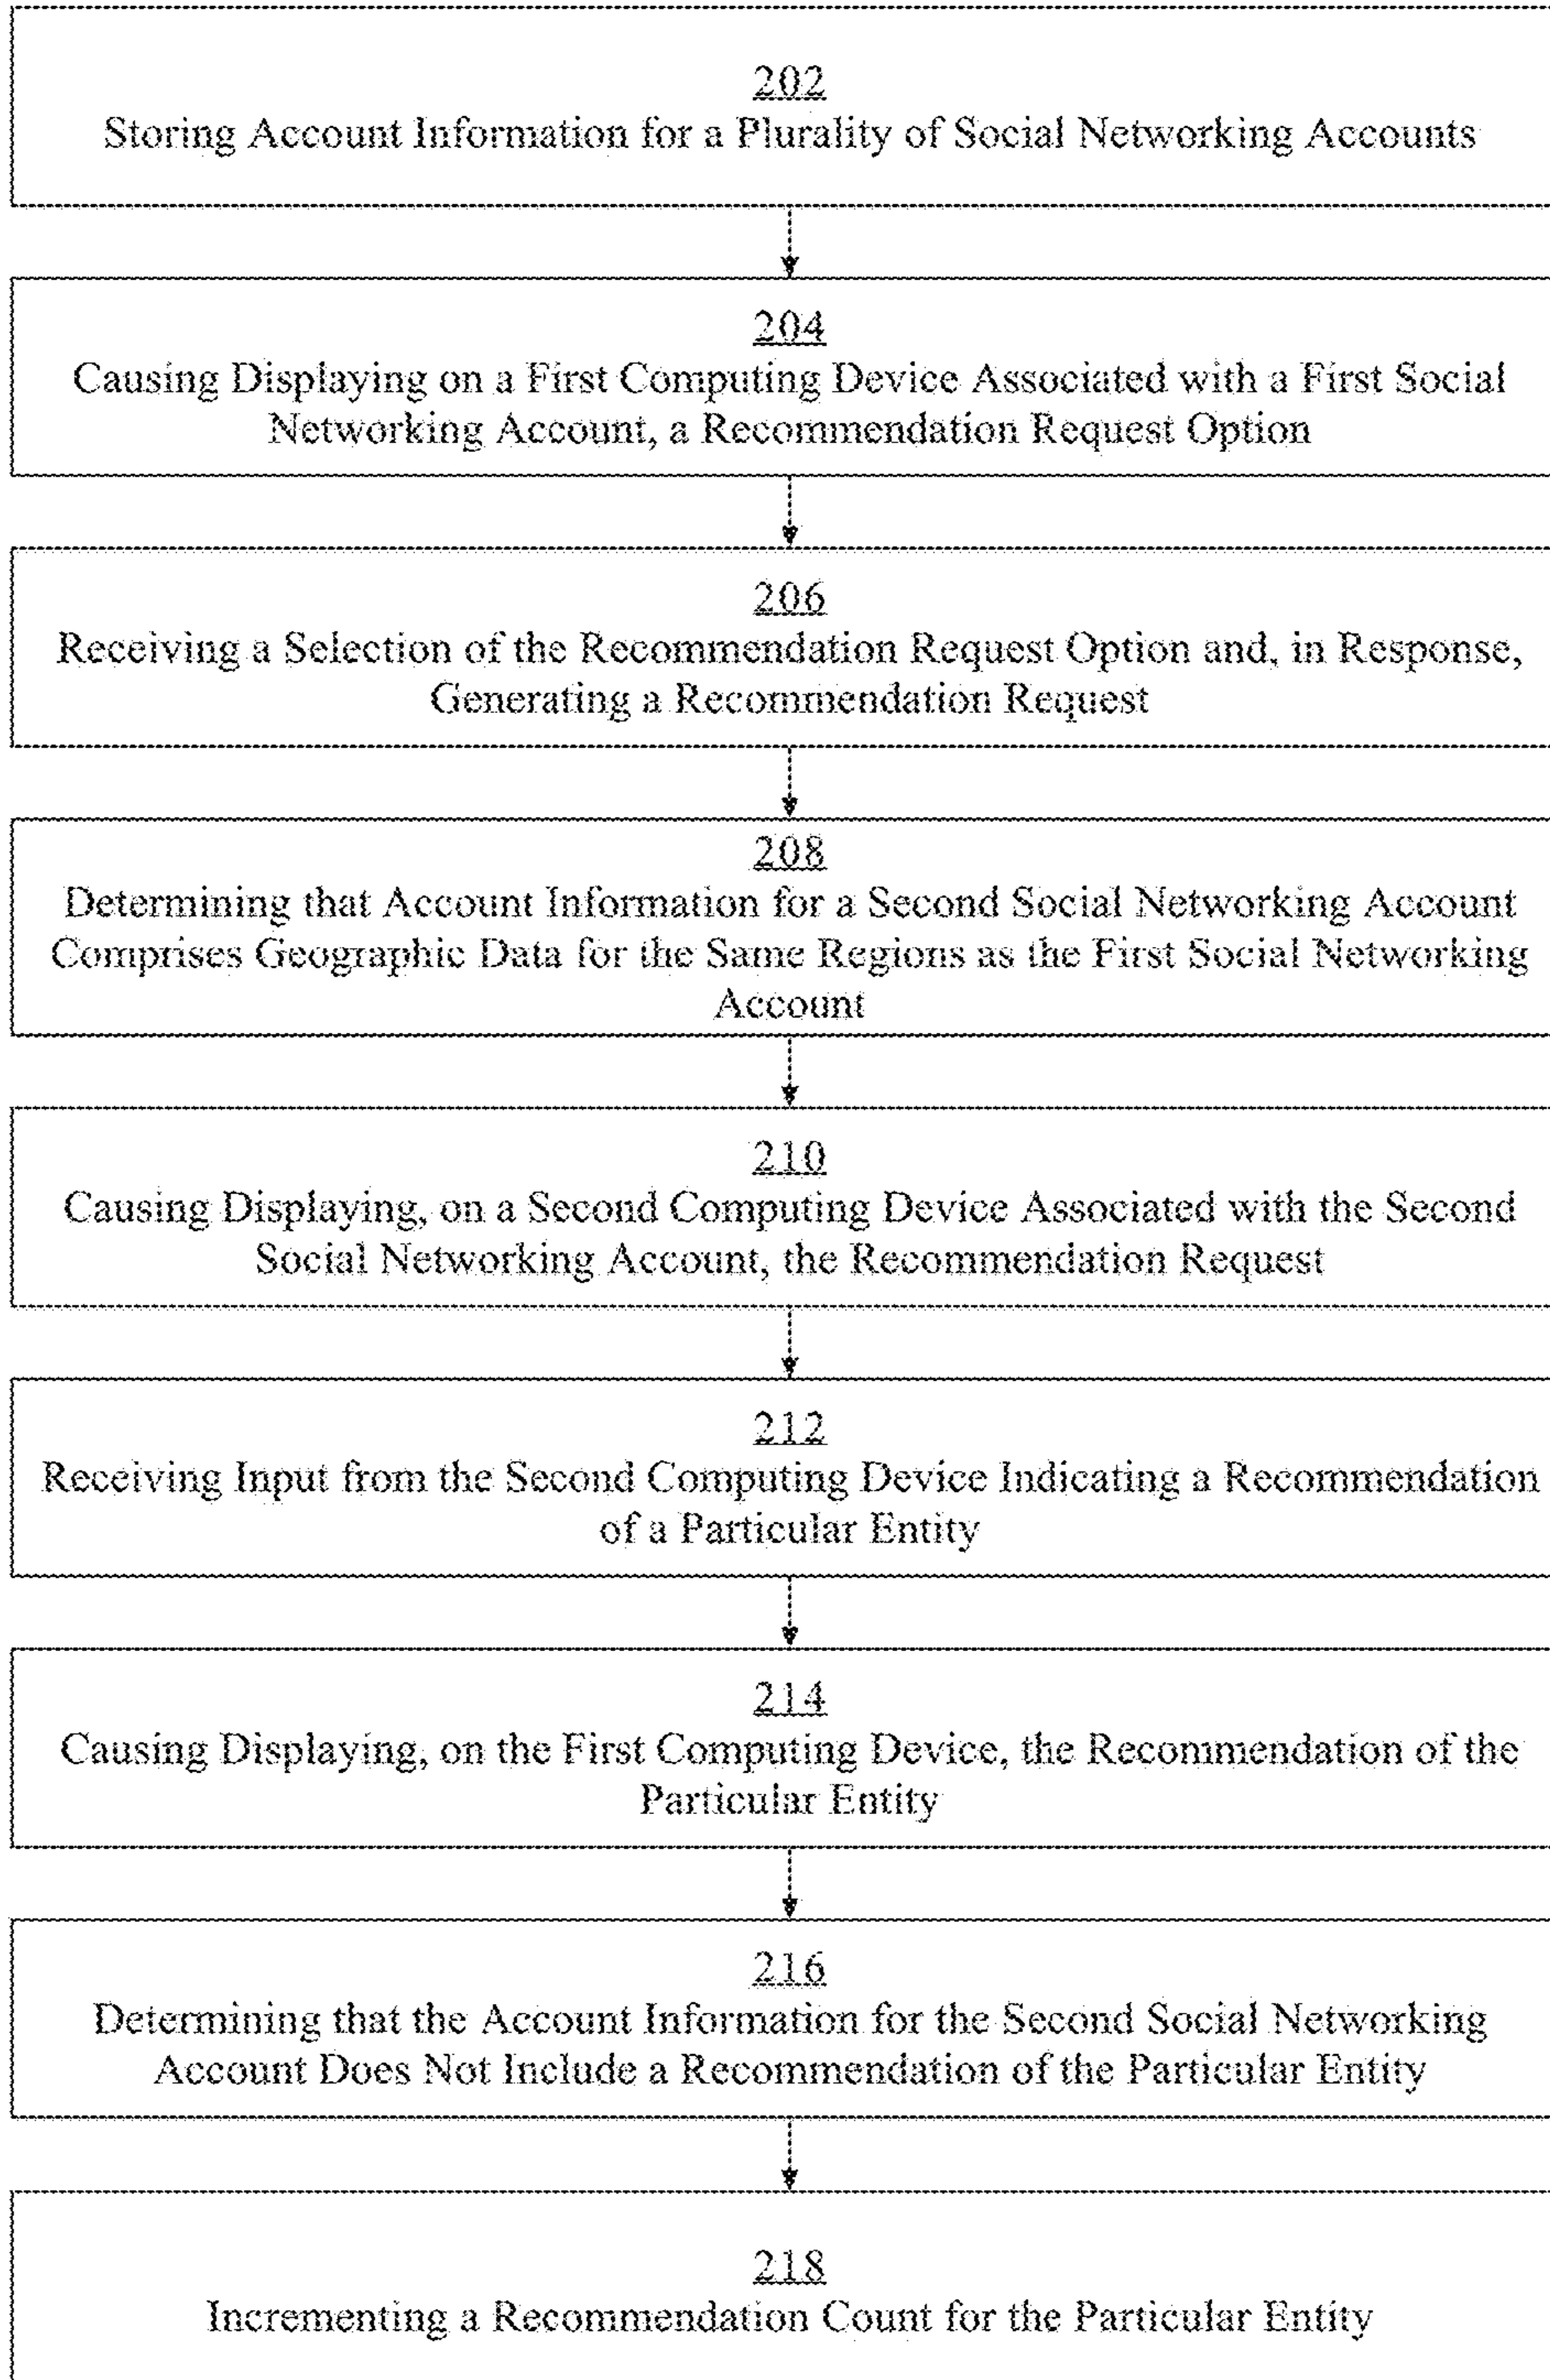 202
Storing Account Information for a Plurality of Social Networking Accounts
204
Causing Displaying on a First Computing Device Associated with a First Social
Networking Account, a Recommendation Request Option
206
Receiving a Selection of the Recommendation Request Option and, in Response,
Generating a Recommendation Request
208
Determining that Account Information for a Second Social Networking Account
Comprises Geographic Data for the Same Regions as the First Social Networking
Account
210
Causing Displaying, on a Second Computing Device Associated with the Second
Social Networking Account, the Recommendation Request
212
Receiving Input from the Second Computing Device Indicating a Recommendation
of a Particular Entity
214
Causing Displaying, on the First Computing Device, the Recommendation of the
Particular Entity
216
Determining that the Account Information for the Second Social Networking
Account Does Not Include a Recommendation of the Particular Entity
218
Incrementing a Recommendation Count for the Particular Entity